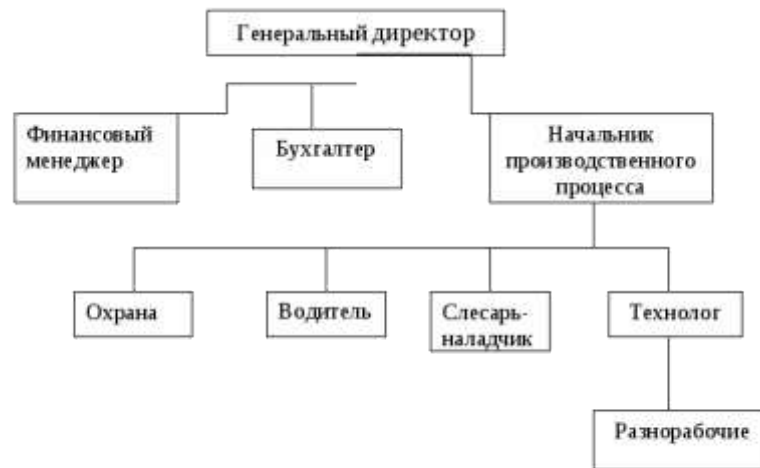 Генеральный директор
Финансовый
менеджер
Бухгалтер
Начальник
производственного
процесса
Охрана
Водитель
Слесарь-
наладчик
Технолог
Разнорабочие